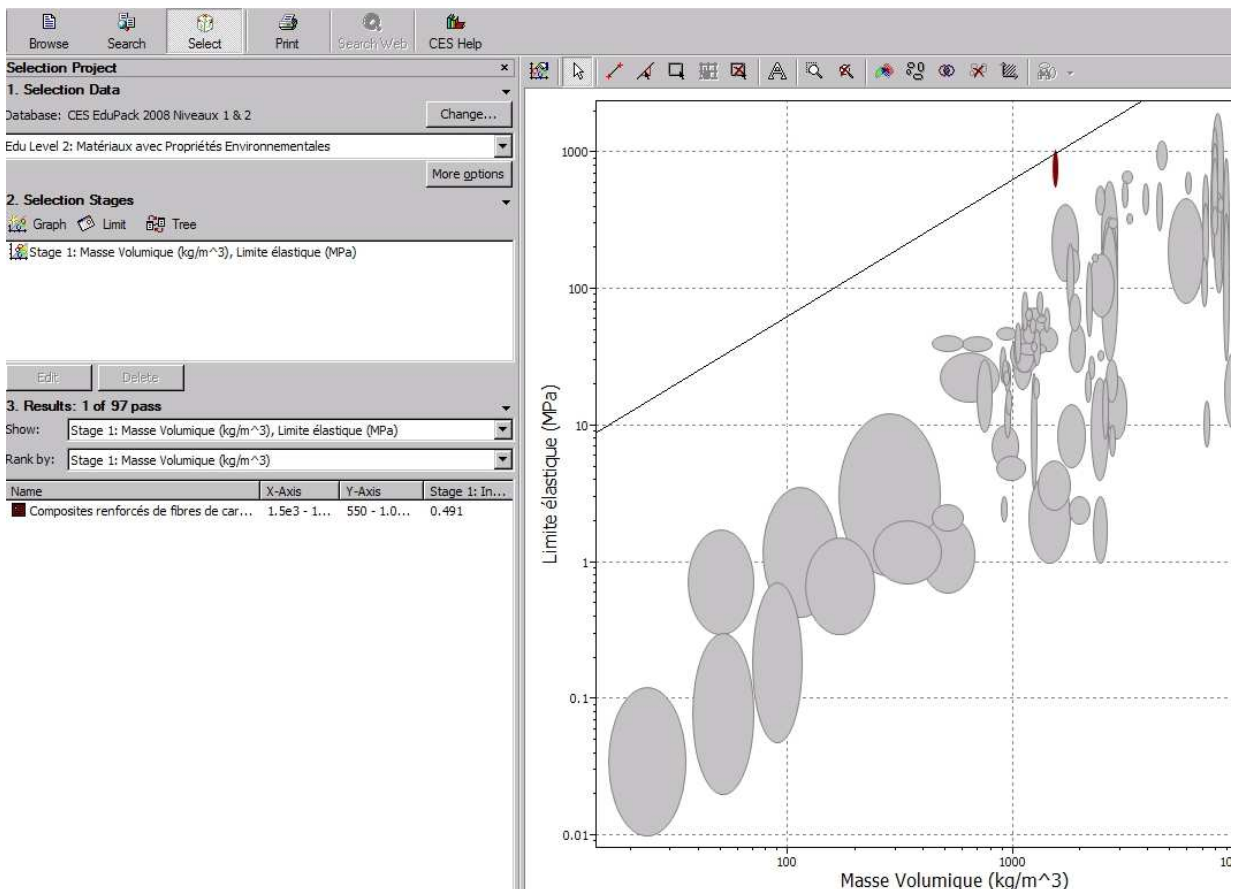 Browse Search Select Print Search Web CES Help
Selection Project
1. Selection Data
Database: CES EduPack 2008 Niveaux 1 & 2 Change...
Edu Level 2: Matériaux avec Propriétés Environnementales
More options
2. Selection Stages
Graph Limit Tree
Stage 1: Masse Volumique (kg/m^3), Limite élastique (MPa)
Edit Delete
3. Results: 1 of 97 pass
Show: Stage 1: Masse Volumique (kg/m^3), Limite élastique (MPa)
Rank by: Stage 1: Masse Volumique (kg/m^3)
Name X-Axis Y-Axis Stage 1: In...
Composites renforcés de fibres de car... 1.5e3 - 1... 550 - 1.0... 0.491
Limite élastique (MPa)
1000
100
10
1
0.1
0.01
100 1000 10
Masse Volumique (kg/m^3)